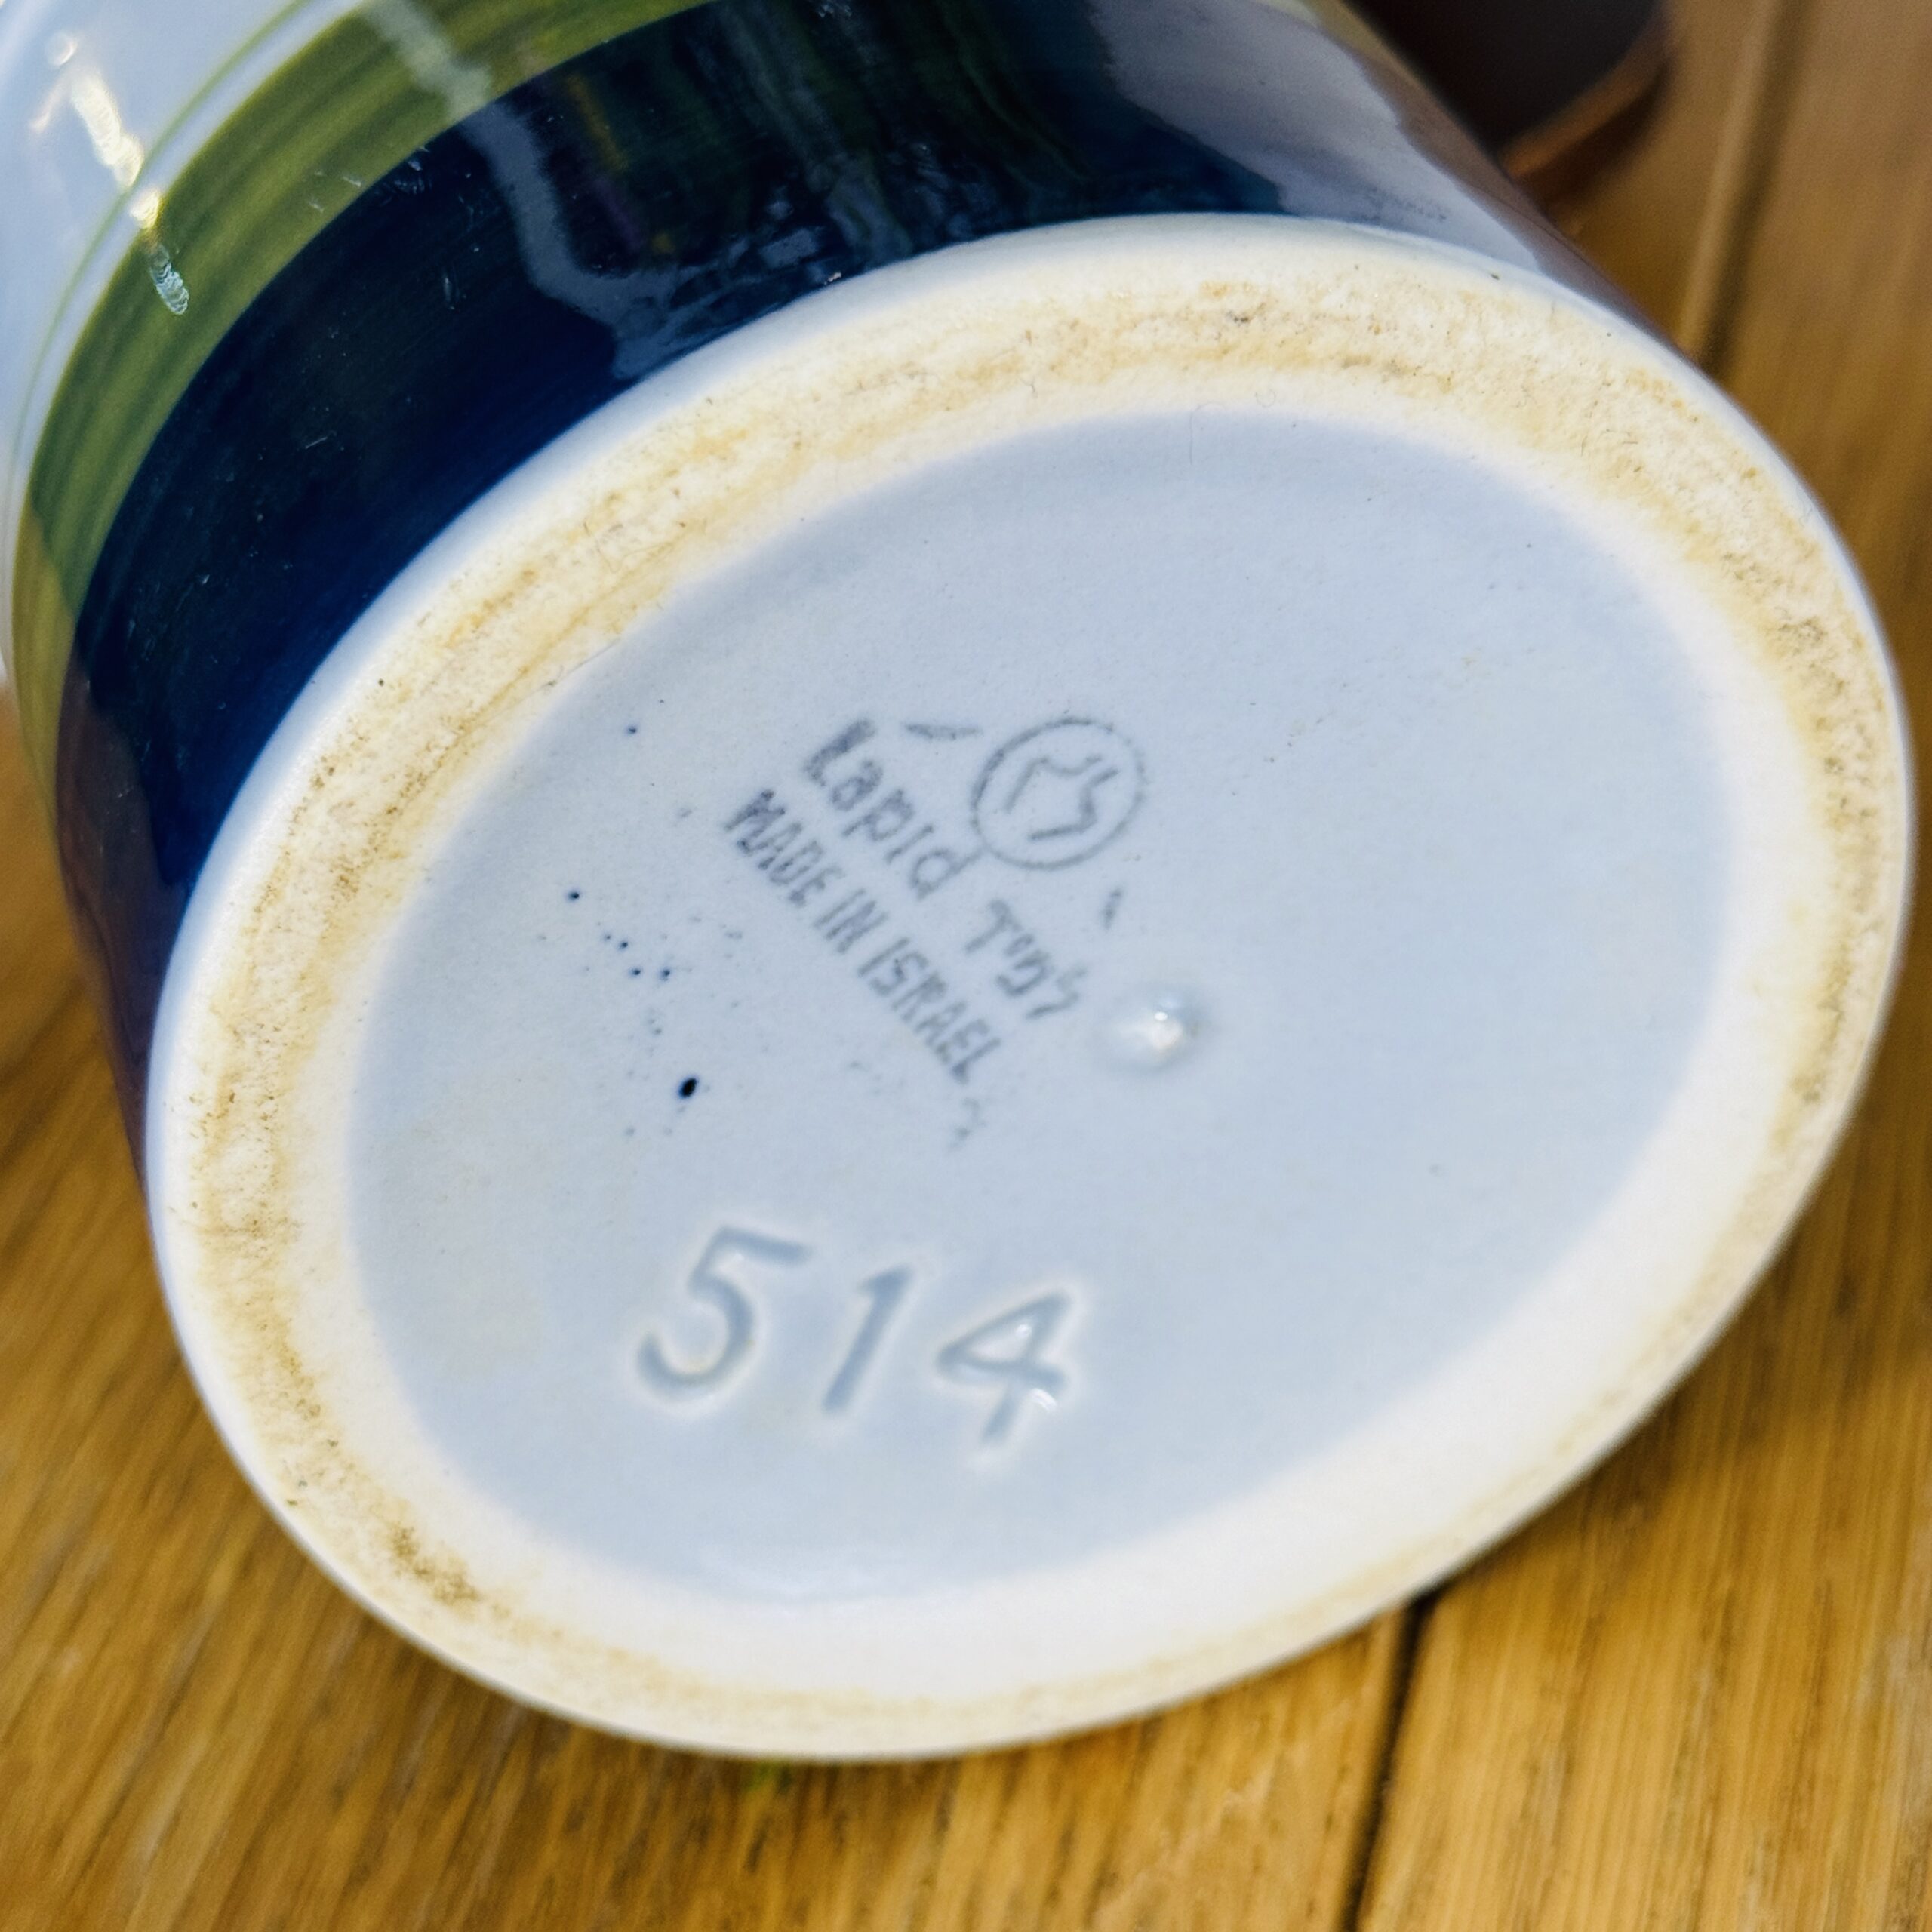 Lapid לפיד
MADE IN ISRAEL
514